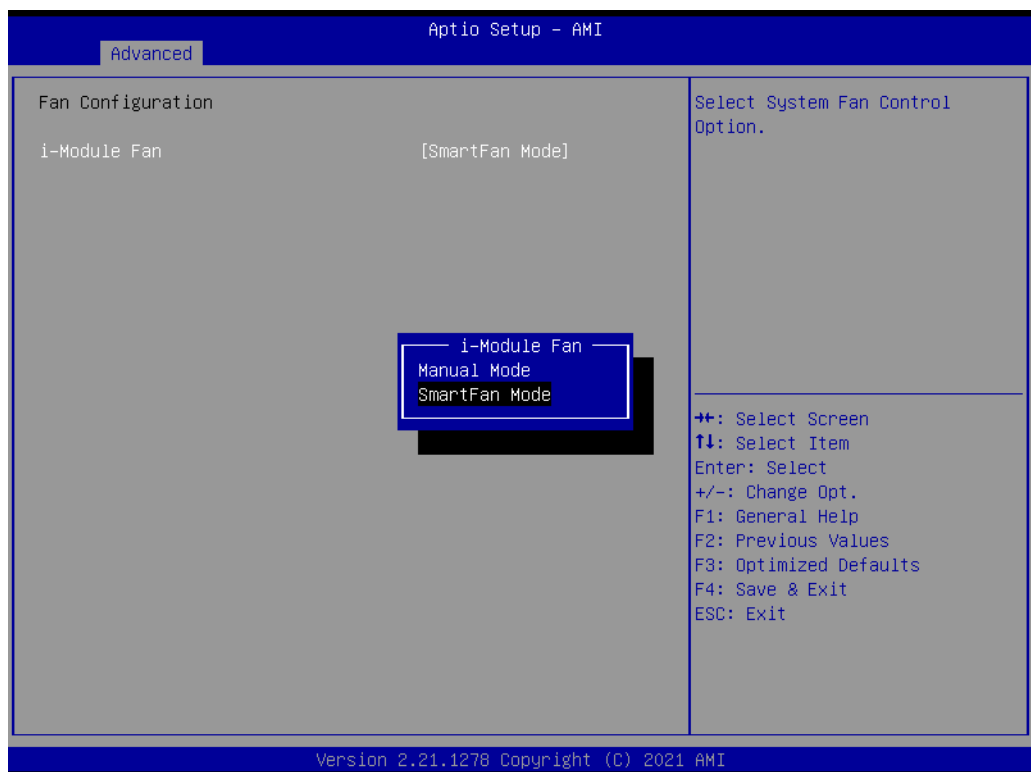 Aptio Setup – AMI
Advanced
Fan Configuration
i-Module Fan [SmartFan Mode]
Select System Fan Control
Option.
i-Module Fan
Manual Mode
SmartFan Mode
→←: Select Screen
↑↓: Select Item
Enter: Select
+/-: Change Opt.
F1: General Help
F2: Previous Values
F3: Optimized Defaults
F4: Save & Exit
ESC: Exit
Version 2.21.1278 Copyright (C) 2021 AMI